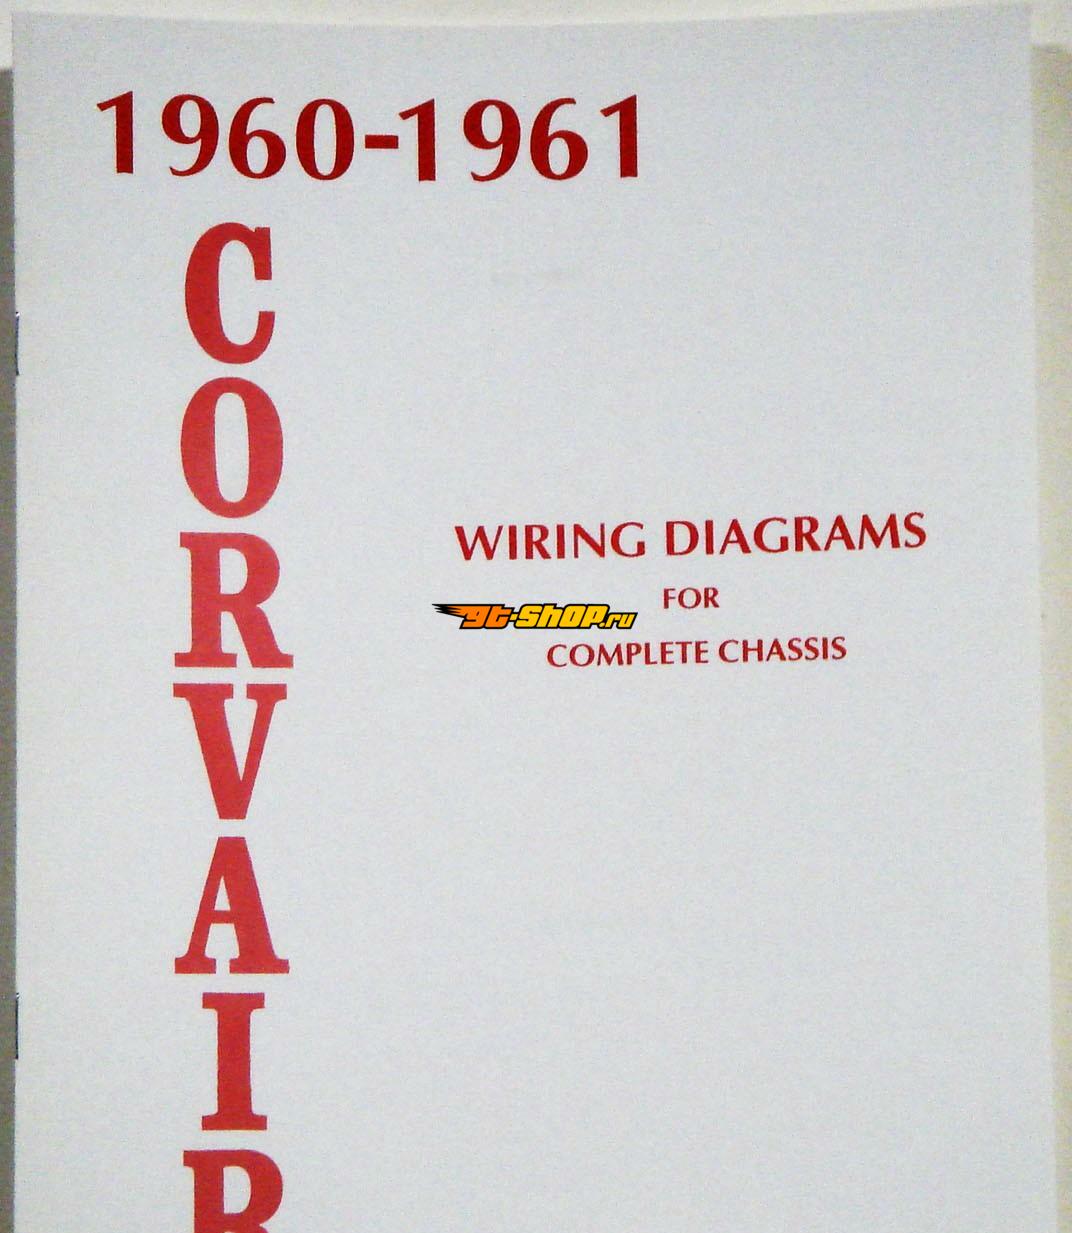 1960-1961
CORVAIR
WIRING DIAGRAMS
FOR
gt-shop.ru
COMPLETE CHASSIS